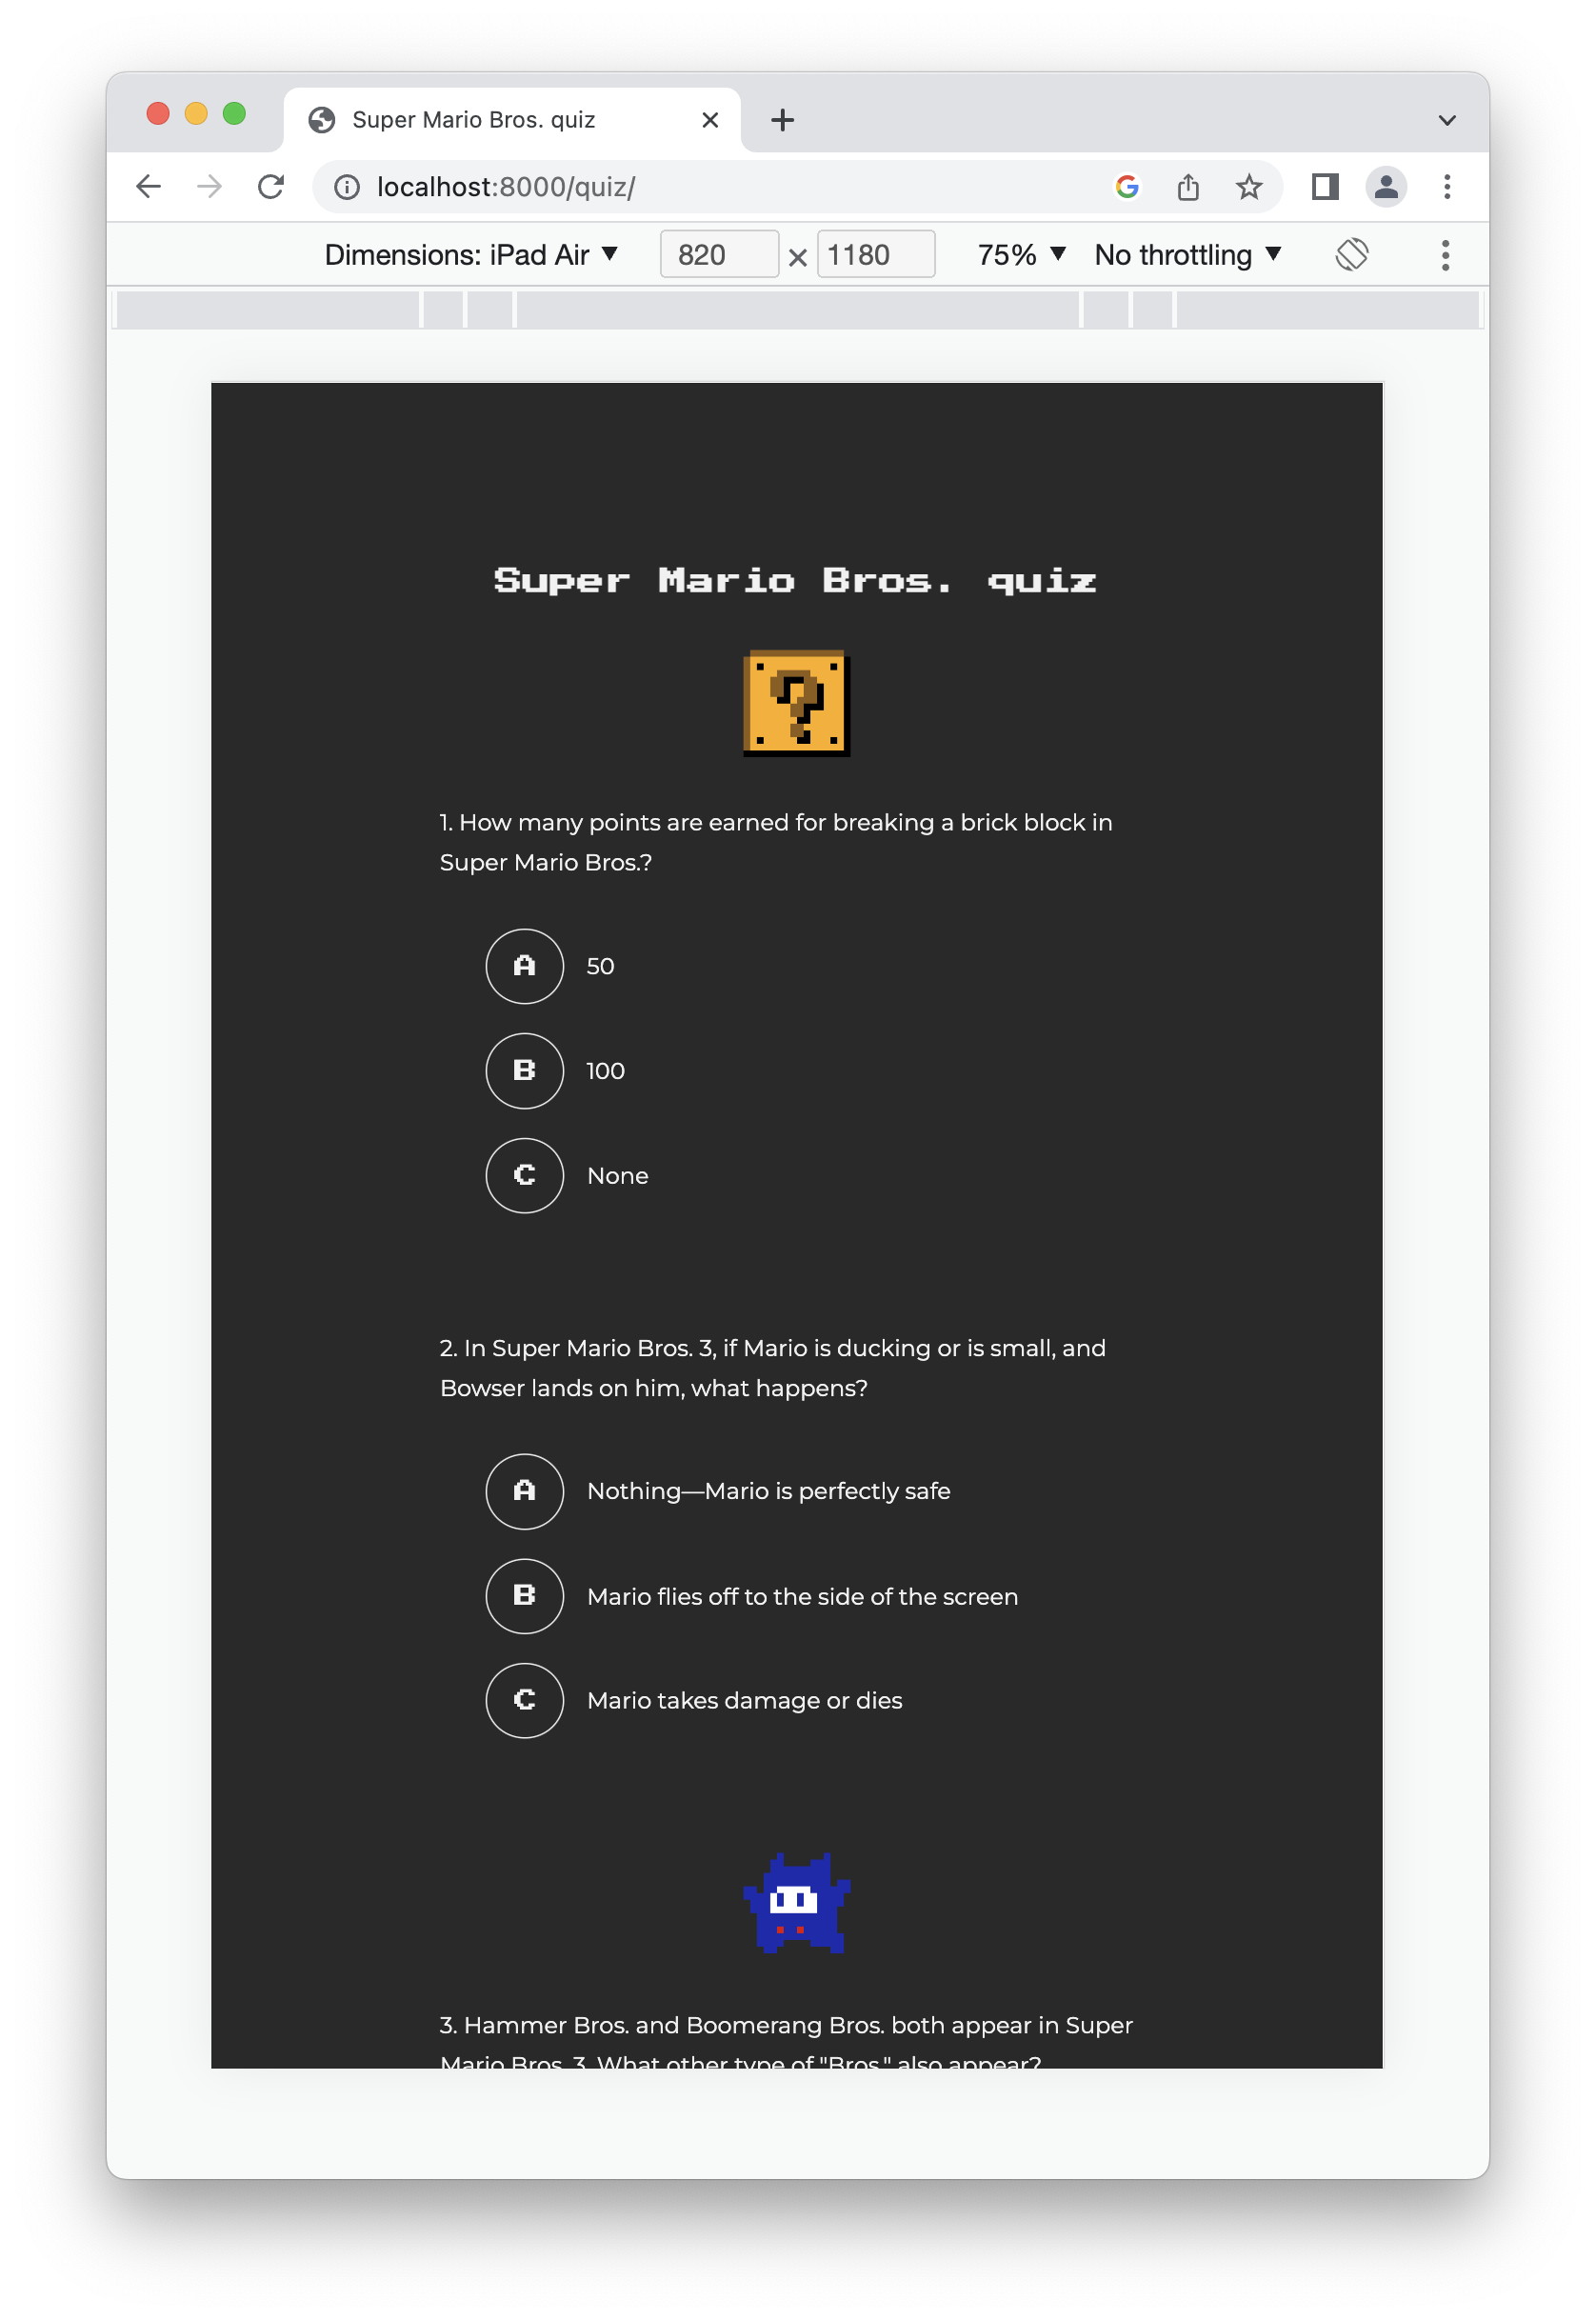 Super Mario Bros. quiz
localhost:8000/quiz/
Dimensions: iPad Air ▼ 820 × 1180 75% ▼ No throttling ▼
Super Mario Bros. quiz
?
1. How many points are earned for breaking a brick block in
Super Mario Bros.?
A 50
B 100
C None
2. In Super Mario Bros. 3, if Mario is ducking or is small, and
Bowser lands on him, what happens?
A Nothing—Mario is perfectly safe
B Mario flies off to the side of the screen
C Mario takes damage or dies
3. Hammer Bros. and Boomerang Bros. both appear in Super
Mario Bros. 3. What other type of "Bros." also appear?